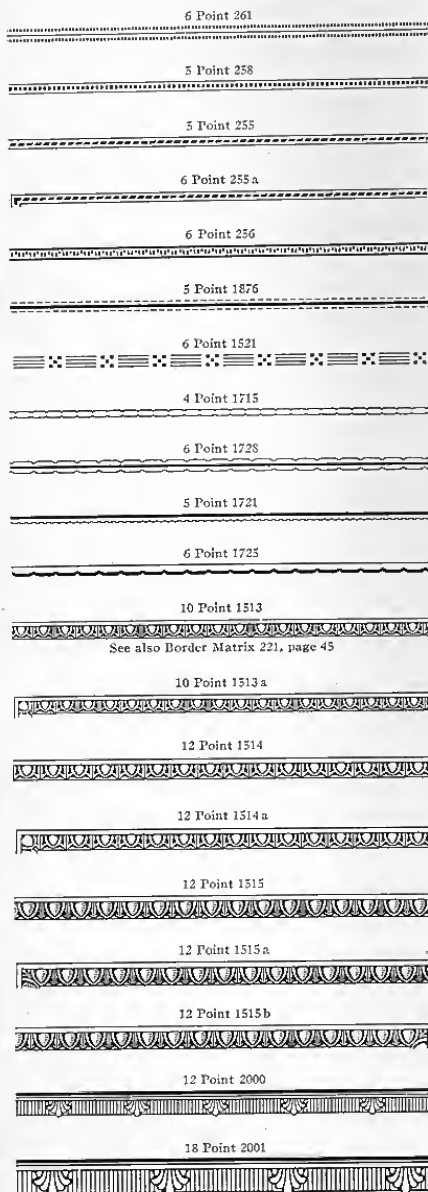 6 Point 261
3 Point 258
3 Point 255
6 Point 255 a
6 Point 256
5 Point 1876
6 Point 1521
4 Point 1715
6 Point 1728
5 Point 1721
6 Point 1725
10 Point 1513
See also Border Matrix 221, page 45
10 Point 1513 a
12 Point 1514
12 Point 1514 a
12 Point 1515
12 Point 1515 a
12 Point 1515 b
12 Point 2000
18 Point 2001